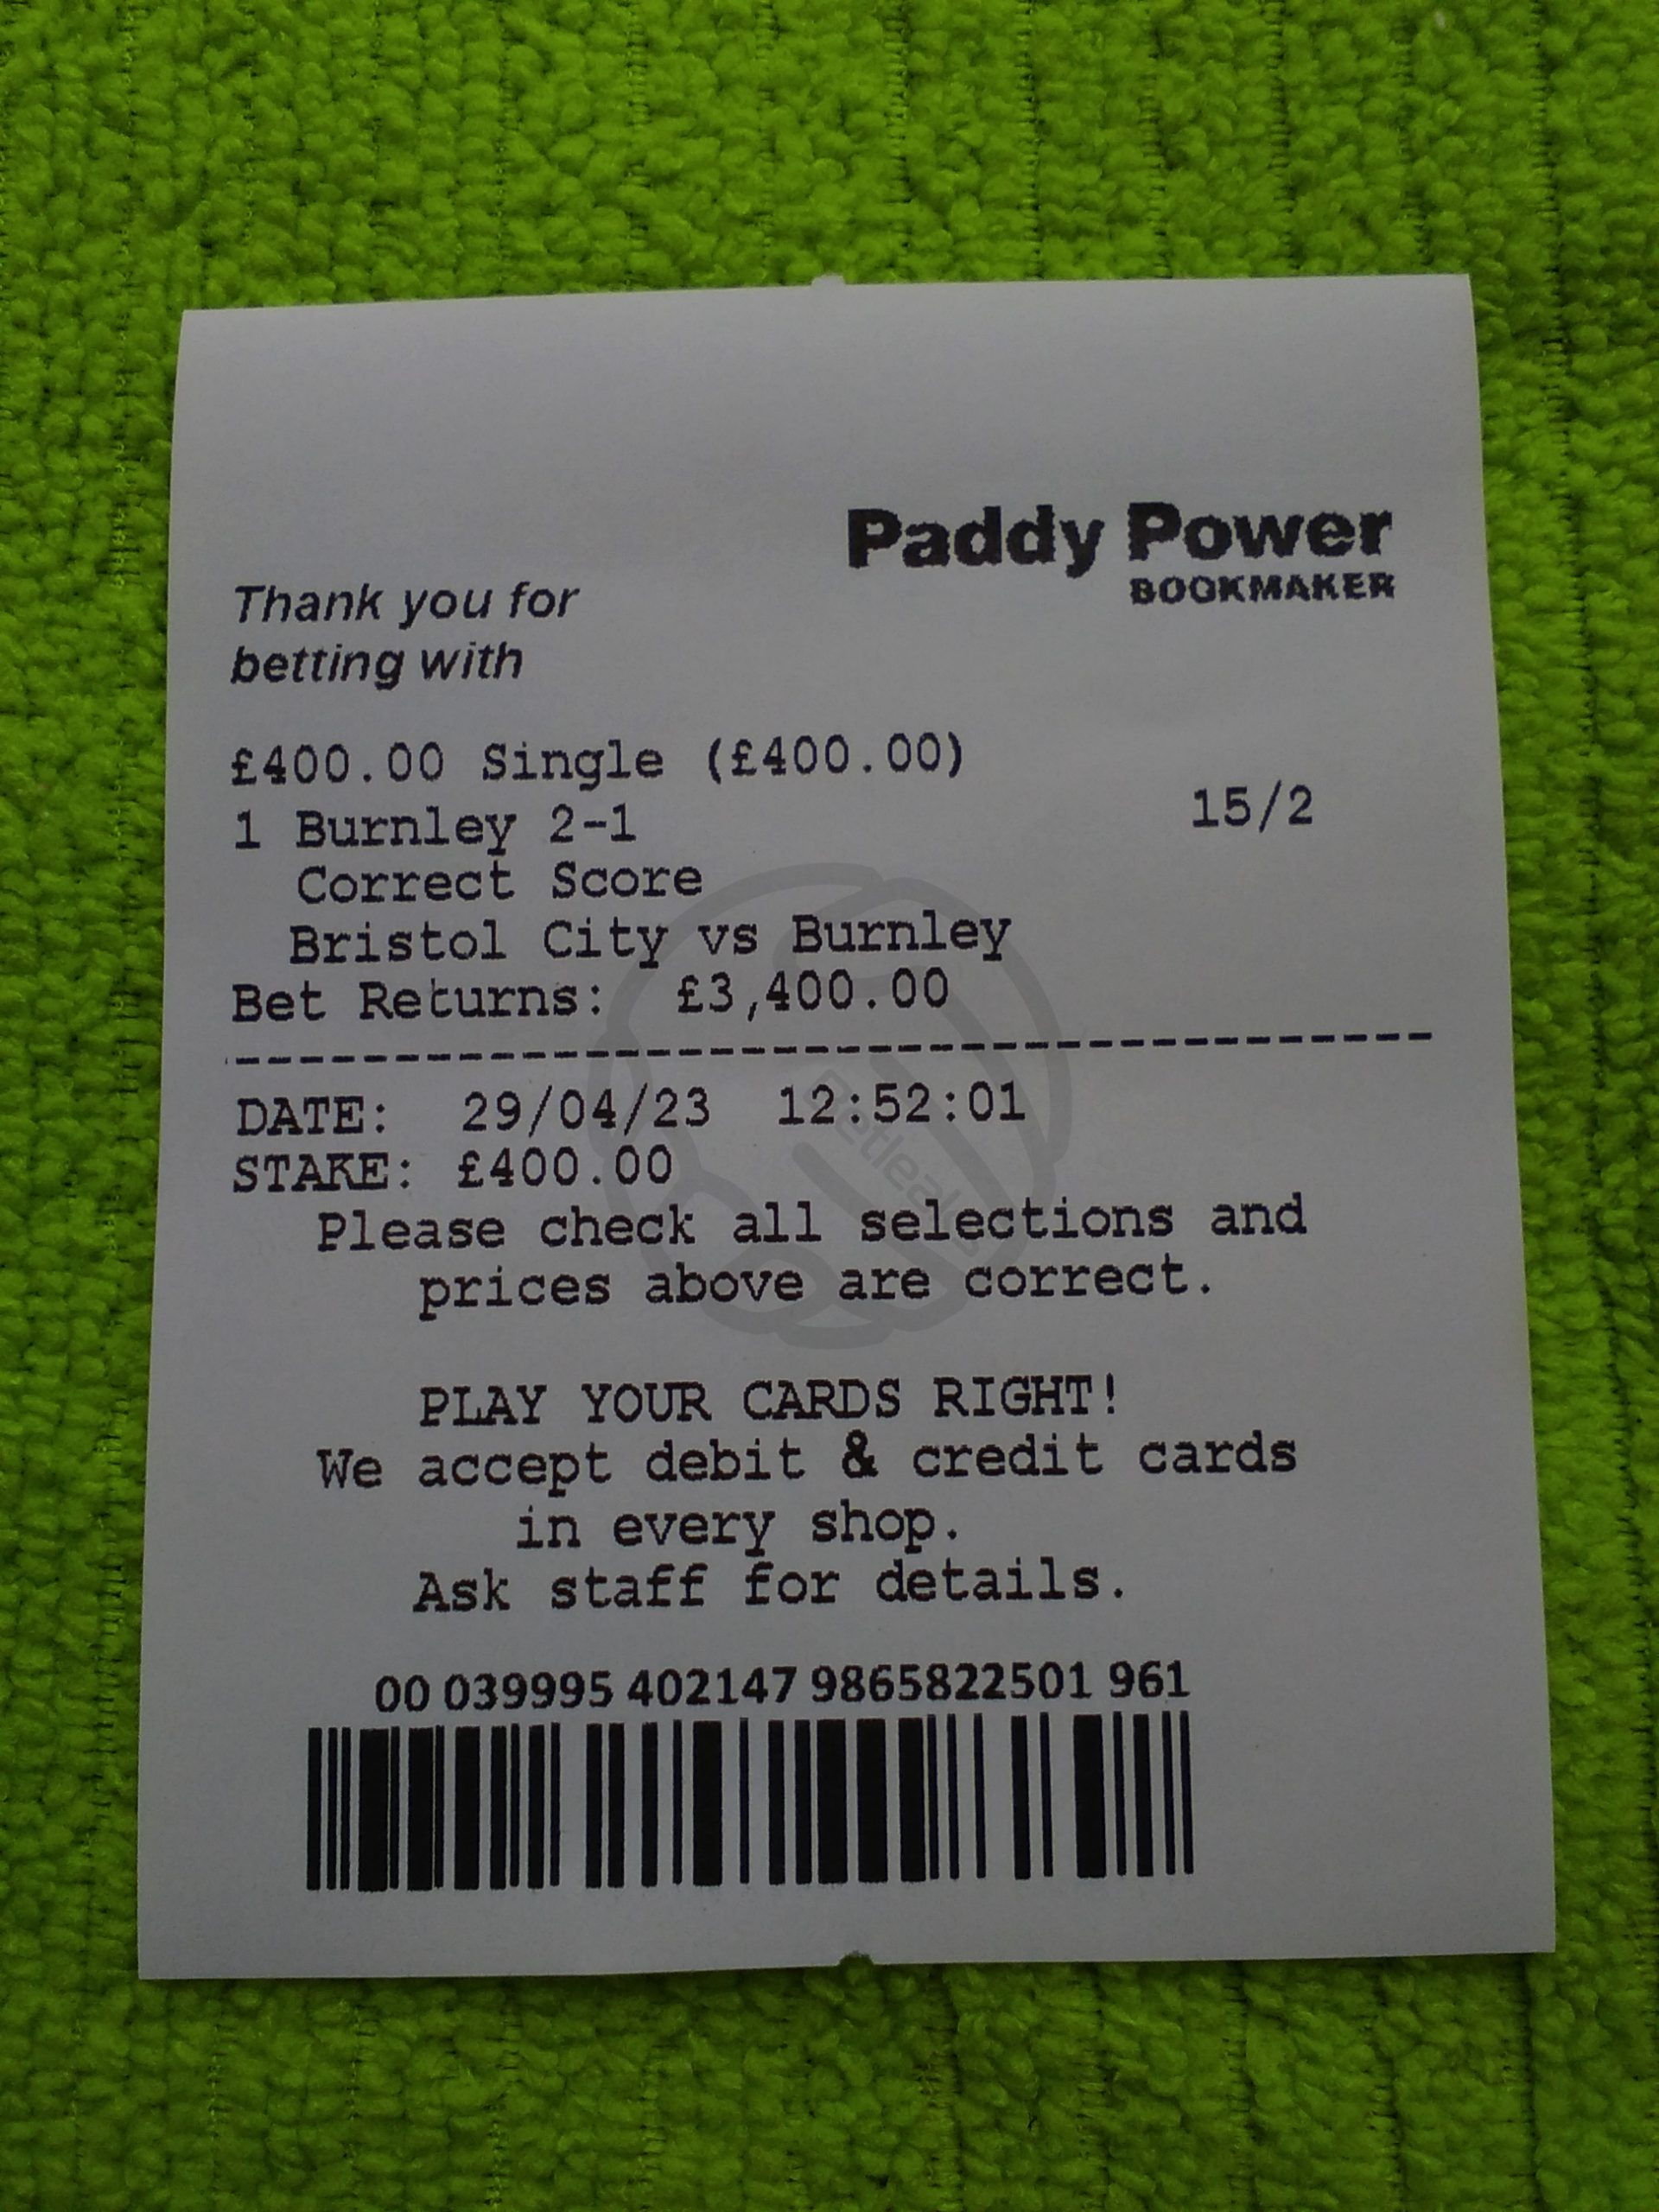 Paddy Power
BOOKMAKER
Thank you for
betting with
£400.00 Single (£400.00)
1 Burnley 2-1 15/2
Correct Score
Bristol City vs Burnley
Bet Returns: £3,400.00
DATE: 29/04/23 12:52:01
STAKE: £400.00
Please check all selections and
prices above are correct.
PLAY YOUR CARDS RIGHT!
We accept debit & credit cards
in every shop.
Ask staff for details.
00 039995 402147 9865822501 961